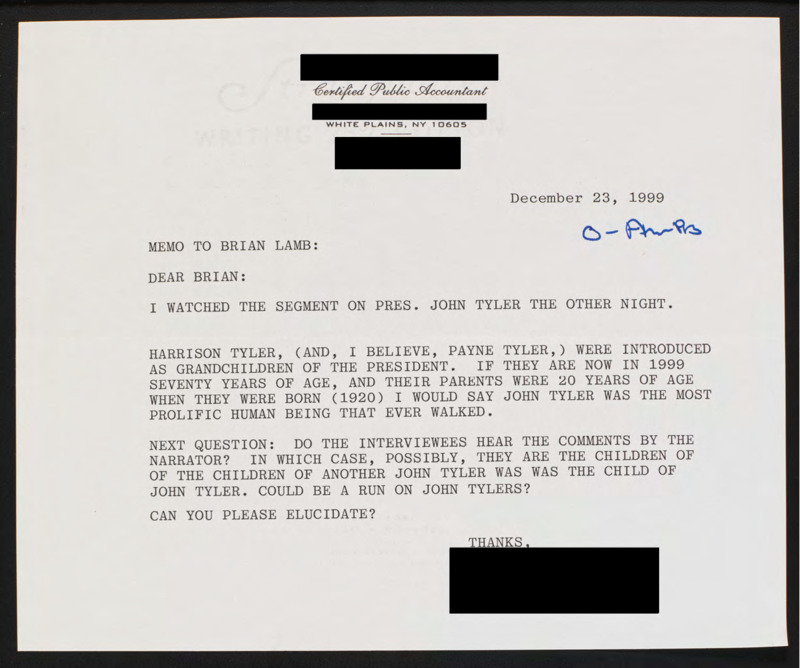 Certified Public Accountant
WHITE PLAINS, NY 10605
December 23, 1999
MEMO TO BRIAN LAMB:
DEAR BRIAN:
I WATCHED THE SEGMENT ON PRES. JOHN TYLER THE OTHER NIGHT.
HARRISON TYLER, (AND, I BELIEVE, PAYNE TYLER,) WERE INTRODUCED
AS GRANDCHILDREN OF THE PRESIDENT.  IF THEY ARE NOW IN 1999
SEVENTY YEARS OF AGE, AND THEIR PARENTS WERE 20 YEARS OF AGE
WHEN THEY WERE BORN (1920) I WOULD SAY JOHN TYLER WAS THE MOST
PROLIFIC HUMAN BEING THAT EVER WALKED.
NEXT QUESTION:  DO THE INTERVIEWEES HEAR THE COMMENTS BY THE
NARRATOR?  IN WHICH CASE, POSSIBLY, THEY ARE THE CHILDREN OF
OF THE CHILDREN OF ANOTHER JOHN TYLER WAS WAS THE CHILD OF
JOHN TYLER. COULD BE A RUN ON JOHN TYLERS?
CAN YOU PLEASE ELUCIDATE?
THANKS,